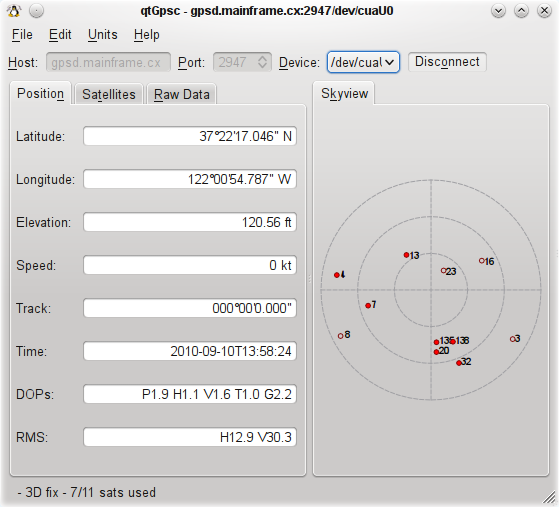 qtGpsc - gpsd.mainframe.cx:2947/dev/cuaU0
File Edit Units Help
Host: gpsd.mainframe.cx Port: 2947 Device: /dev/cuaU Disconnect
Position Satellites Raw Data Skyview
Latitude: 37°22'17.046" N
Longitude: 122°00'54.787" W
Elevation: 120.56 ft
Speed: 0 kt
Track: 000°00'0.000"
Time: 2010-09-10T13:58:24
DOPs: P1.9 H1.1 V1.6 T1.0 G2.2
RMS: H12.9 V30.3
13
16
23
4
7
8
3
135 138
20
32
- 3D fix - 7/11 sats used